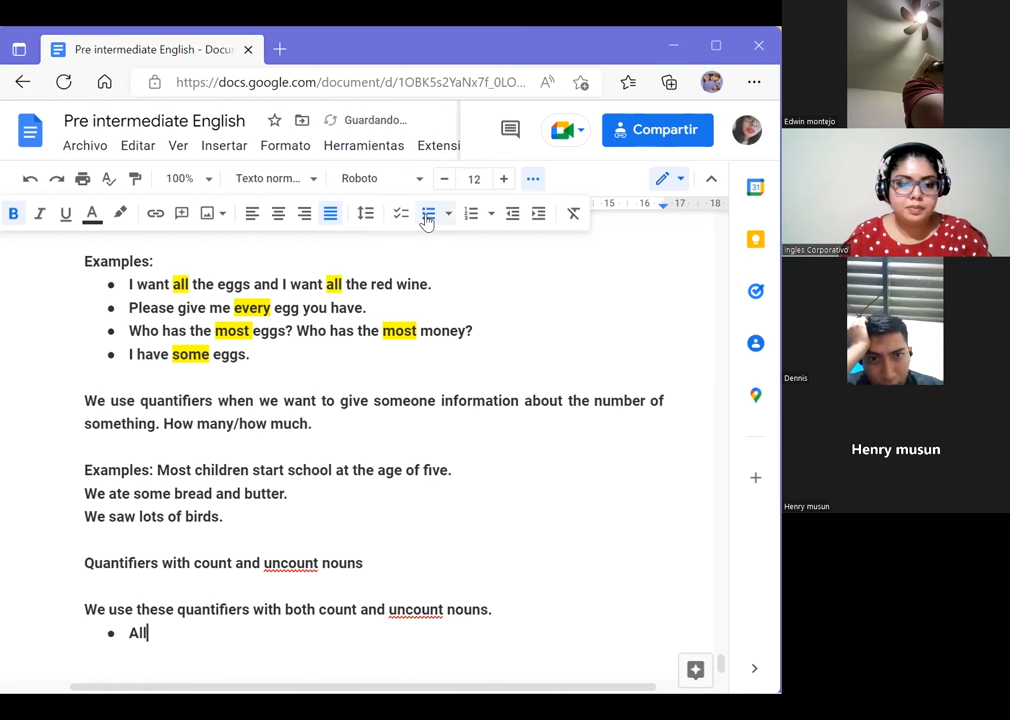 Pre intermediate English - Docur
https://docs.google.com/document/d/1OBK5s2YaNx7f_0LO...
Pre intermediate English
Guardando...
Compartir
Archivo Editar Ver Insertar Formato Herramientas Extensi
100% Texto norm... Roboto 12
15 16 17 18
Examples:
I want all the eggs and I want all the red wine.
Please give me every egg you have.
Who has the most eggs? Who has the most money?
I have some eggs.
We use quantifiers when we want to give someone information about the number of
something. How many/how much.
Examples: Most children start school at the age of five.
We ate some bread and butter.
We saw lots of birds.
Quantifiers with count and uncount nouns
We use these quantifiers with both count and uncount nouns.
All
Edwin montejo
Ingles Corporativo
Dennis
Henry musun
Henry musun